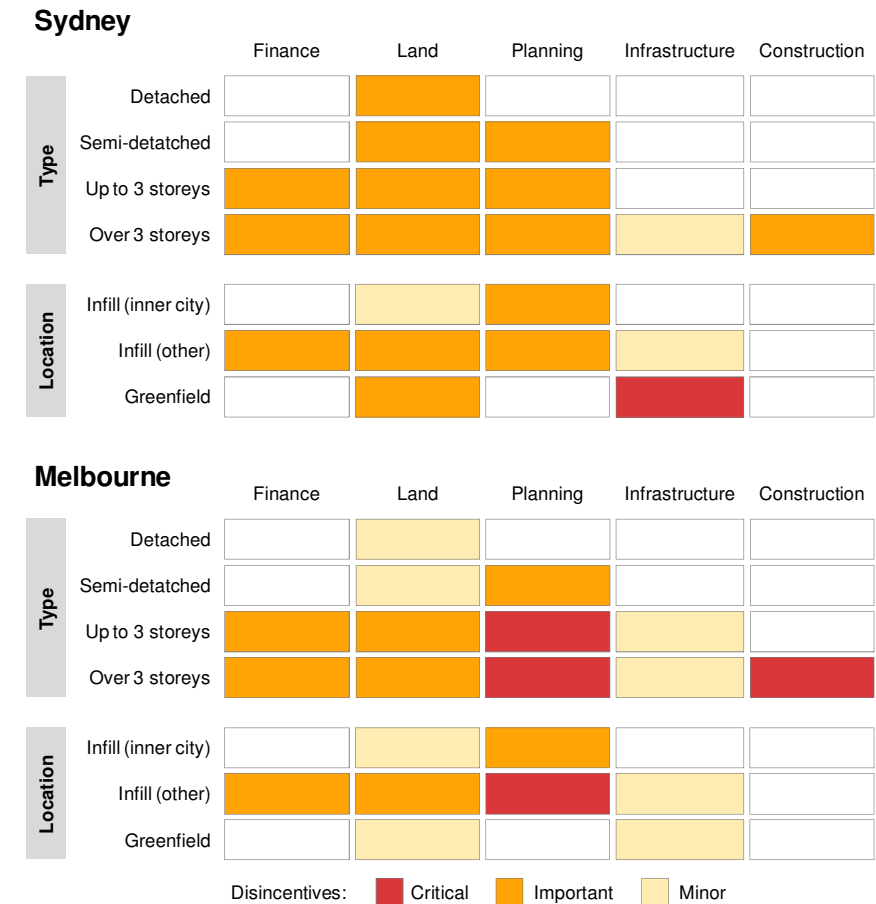 Sydney
Finance Land Planning Infrastructure Construction
Type
Detached
Semi-detatched
Up to 3 storeys
Over 3 storeys
Location
Infill (inner city)
Infill (other)
Greenfield
Melbourne
Finance Land Planning Infrastructure Construction
Type
Detached
Semi-detatched
Up to 3 storeys
Over 3 storeys
Location
Infill (inner city)
Infill (other)
Greenfield
Disincentives: Critical Important Minor